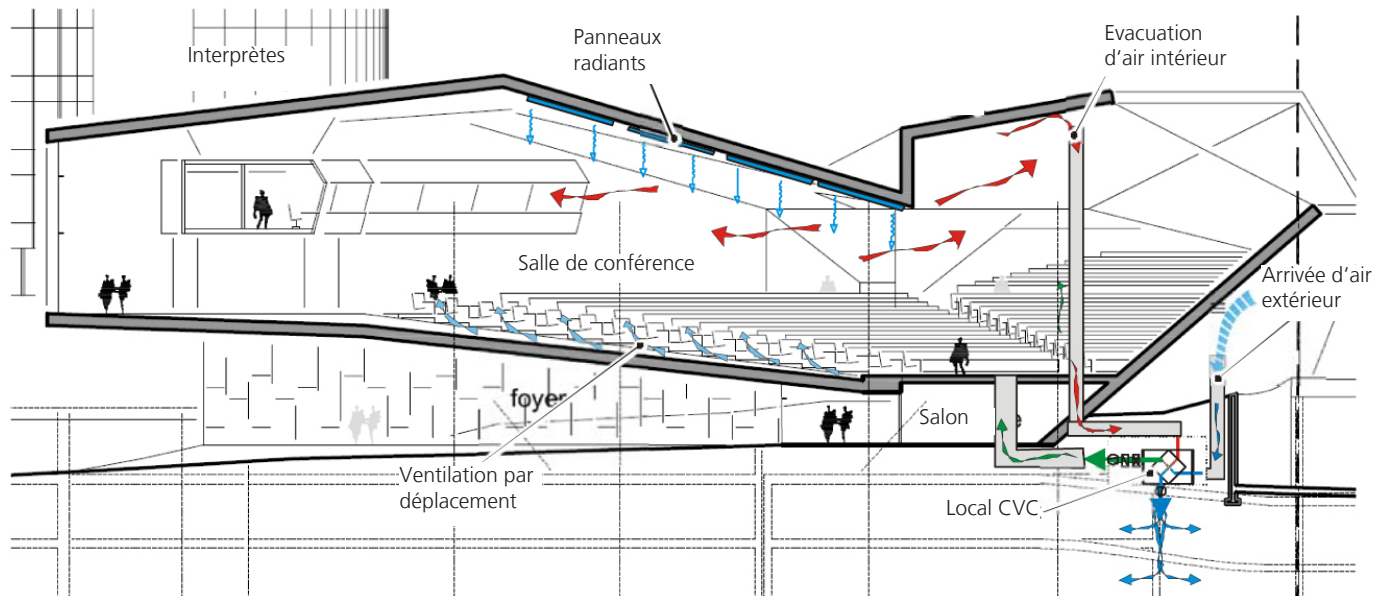 Interprètes
Panneaux
radiants
Evacuation
d'air intérieur
Salle de conférence
Arrivée d'air
extérieur
foyer
Salon
Ventilation par
déplacement
Local CVC